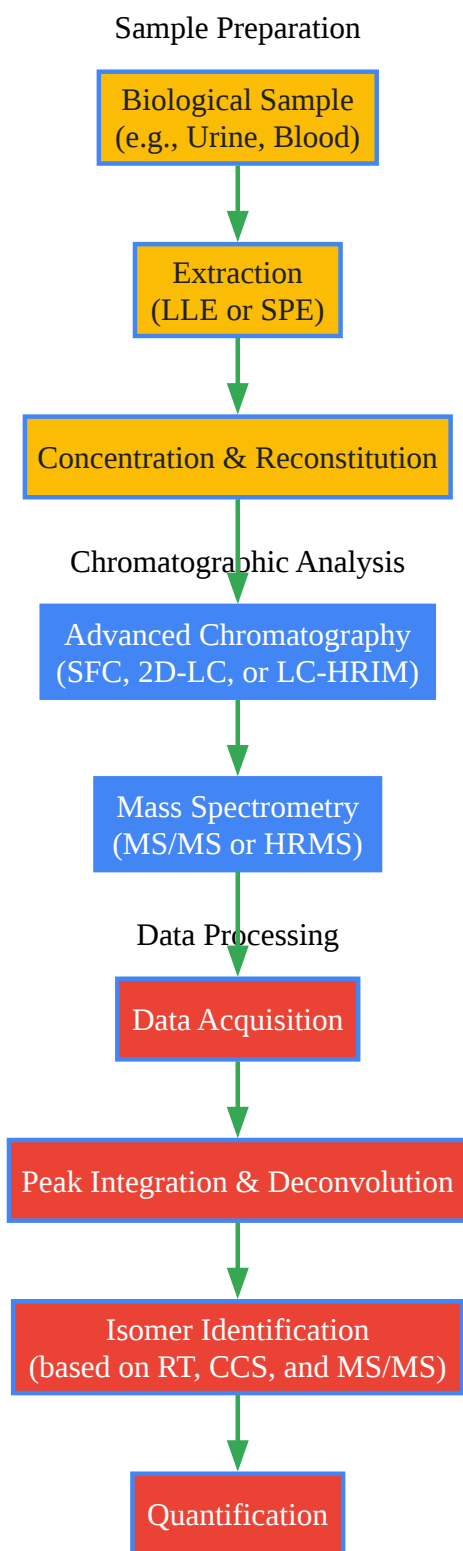 Sample Preparation
Biological Sample
(e.g., Urine, Blood)
Extraction
(LLE or SPE)
Concentration & Reconstitution
Chromatographic Analysis
Advanced Chromatography
(SFC, 2D-LC, or LC-HRIM)
Mass Spectrometry
(MS/MS or HRMS)
Data Processing
Data Acquisition
Peak Integration & Deconvolution
Isomer Identification
(based on RT, CCS, and MS/MS)
Quantification